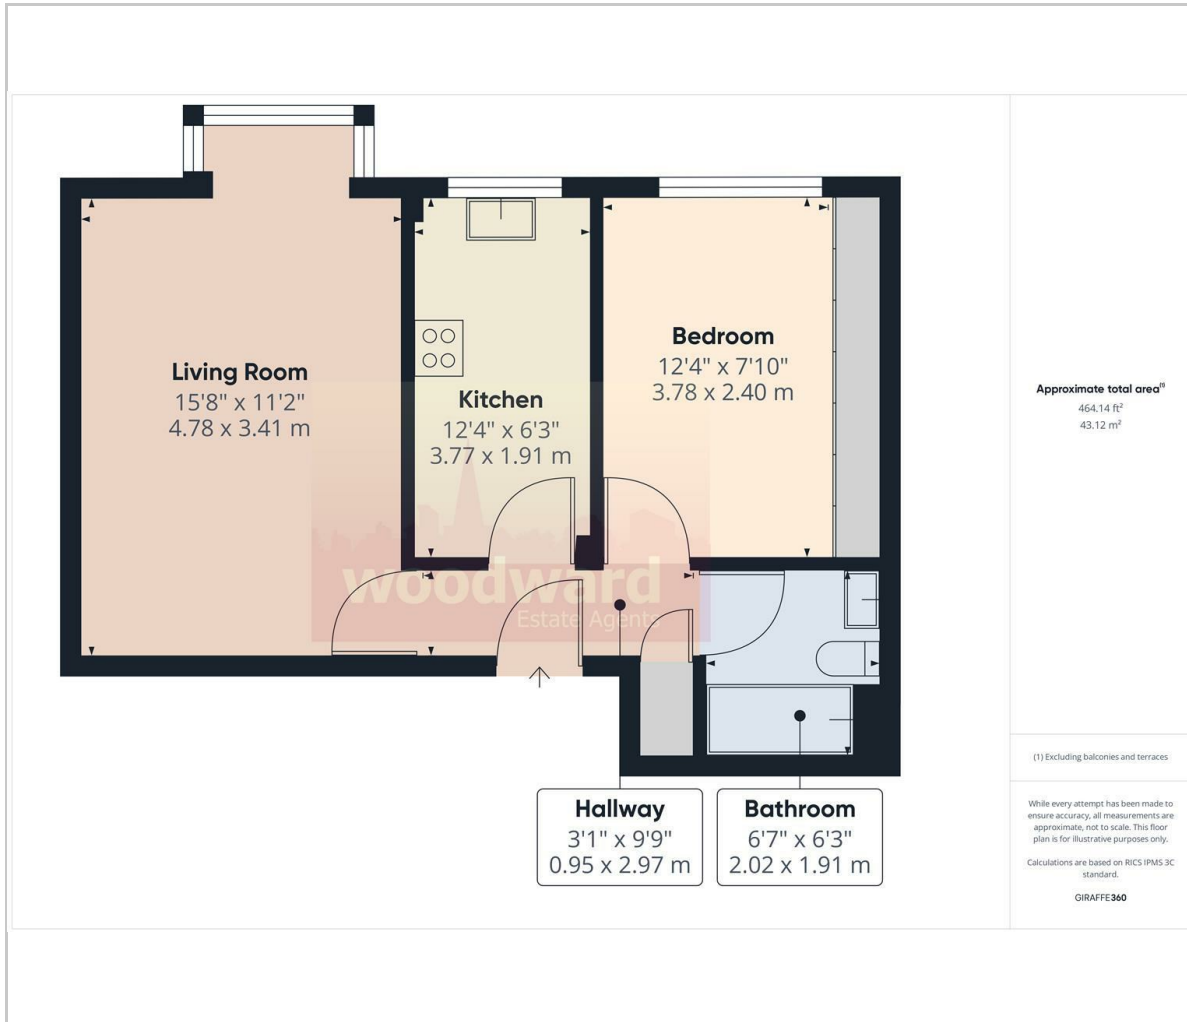 Living Room
15'8" x 11'2"
4.78 x 3.41 m
Kitchen
12'4" x 6'3"
3.77 x 1.91 m
Bedroom
12'4" x 7'10"
3.78 x 2.40 m
woodward
Estate Agents
Hallway
3'1" x 9'9"
0.95 x 2.97 m
Bathroom
6'7" x 6'3"
2.02 x 1.91 m
Approximate total area(1)
464.14 ft²
43.12 m²
(1) Excluding balconies and terraces
While every attempt has been made to
ensure accuracy, all measurements are
approximate, not to scale. This floor
plan is for illustrative purposes only.
Calculations are based on RICS IPMS 3C
standard.
GIRAFFE360